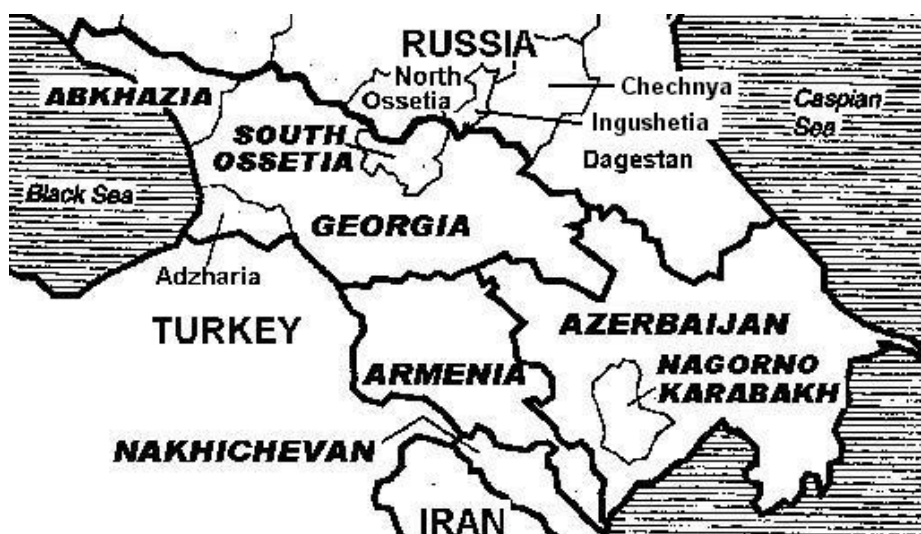 RUSSIA
North
Ossetia
Chechnya
ABKHAZIA
Caspian
Sea
Ingushetia
SOUTH
OSSETIA
Dagestan
Black Sea
GEORGIA
Adzharia
TURKEY
AZERBAIJAN
ARMENIA
NAGORNO
KARABAKH
NAKHICHEVAN
IRAN